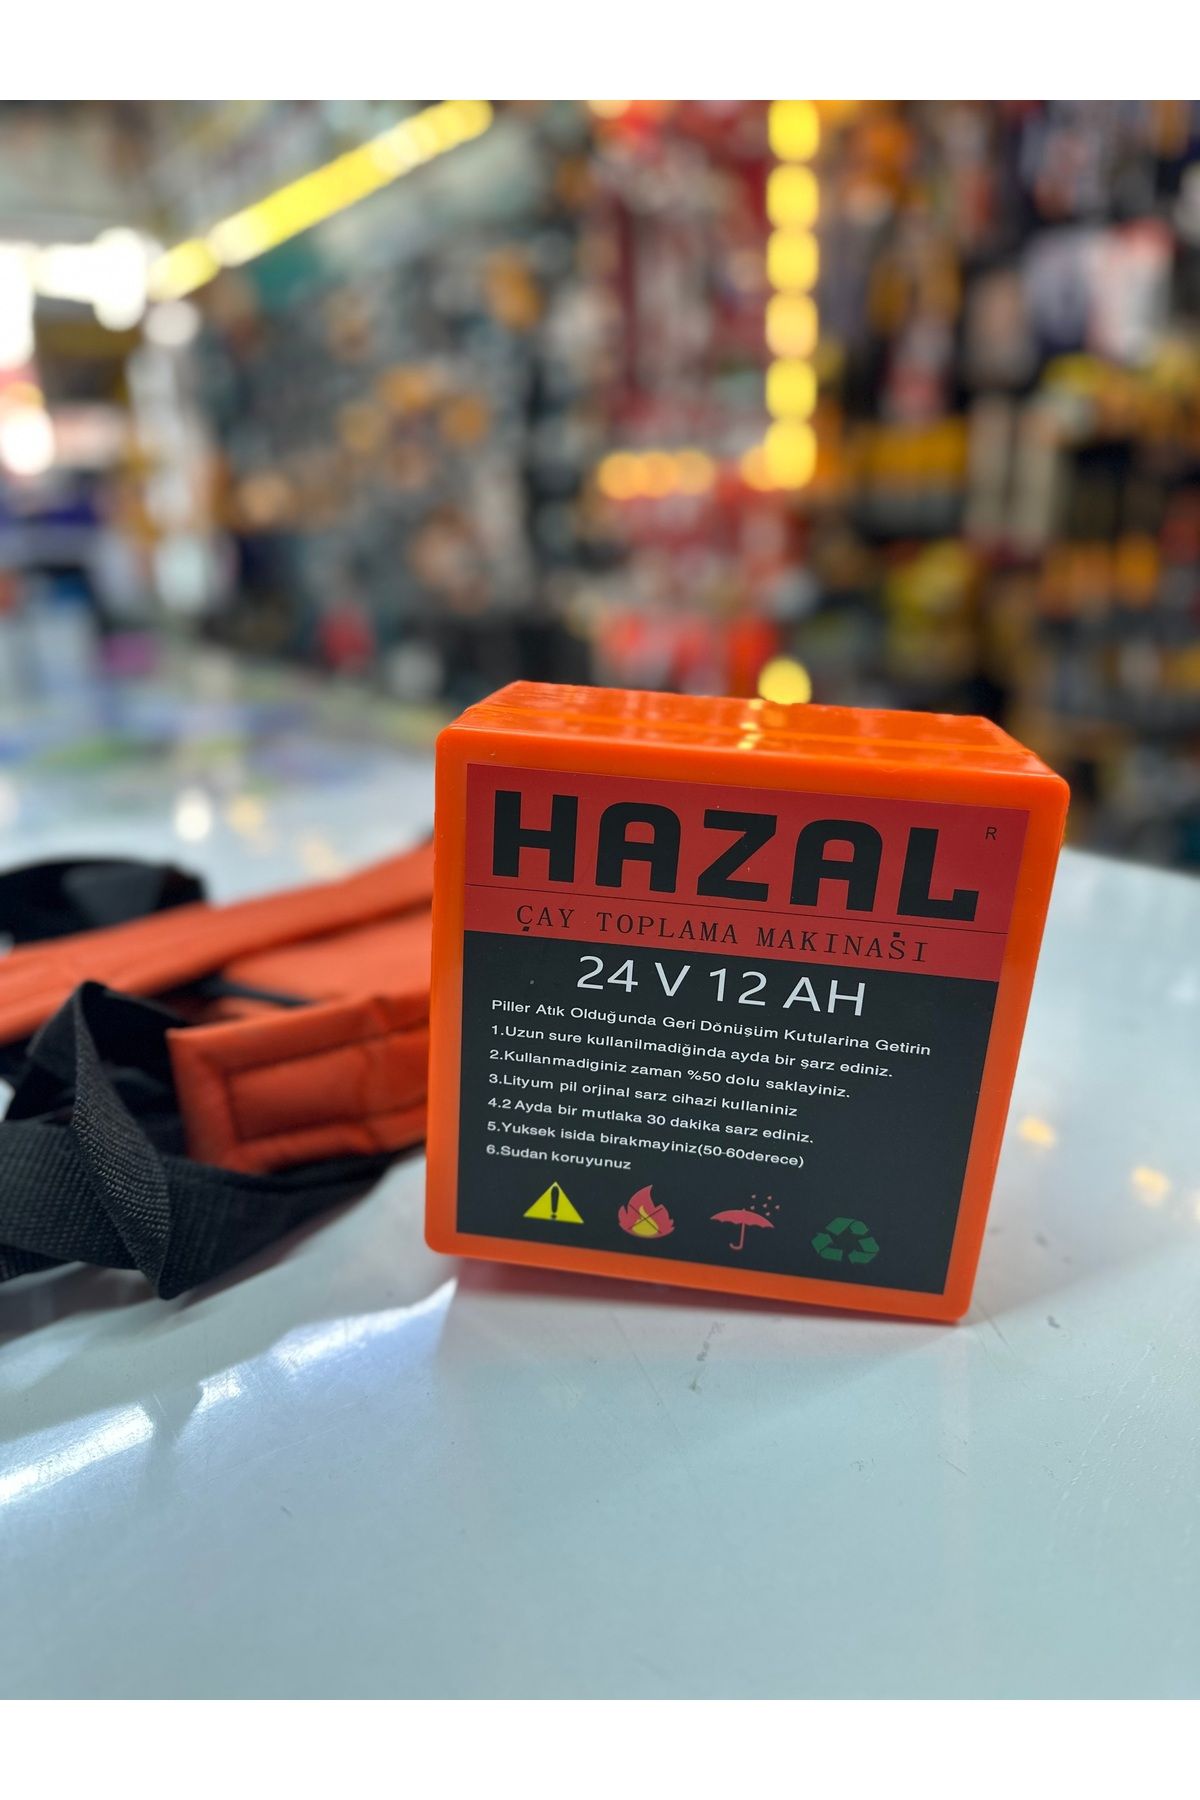 HAZAL
R
ÇAY TOPLAMA MAKINAŚI
24 V 12 AH
Piller Atık Olduğunda Geri Dönüşüm Kutularina Getirin
1.Uzun sure kullanilmadiğinda ayda bir şarz ediniz.
2.Kullanmadiginiz zaman %50 dolu saklayiniz.
3.Lityum pil orjinal sarz cihazi kullaniniz
4.2 Ayda bir mutlaka 30 dakika sarz ediniz.
5.Yuksek isida birakmayiniz(50-60derece)
6.Sudan koruyunuz